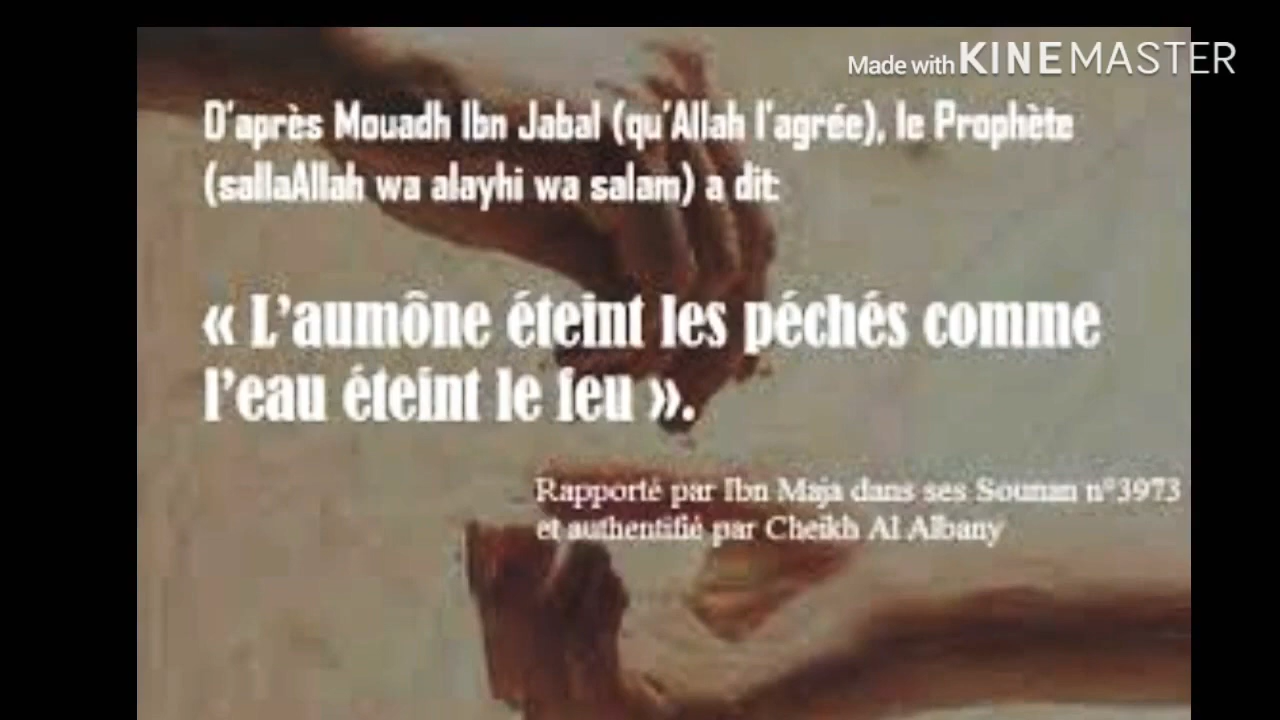 Made with KINEMASTER
D'après Mouadh Ibn Jabal (qu'Allah l'agrée), le Prophète
(sallaAllah wa alayhi wa salam) a dit:
« L'aumône éteint les péchés comme
l'eau éteint le feu ».
Rapporté par Ibn Maja dans ses Sounan n°3973
et authentifié par Cheikh Al Albany